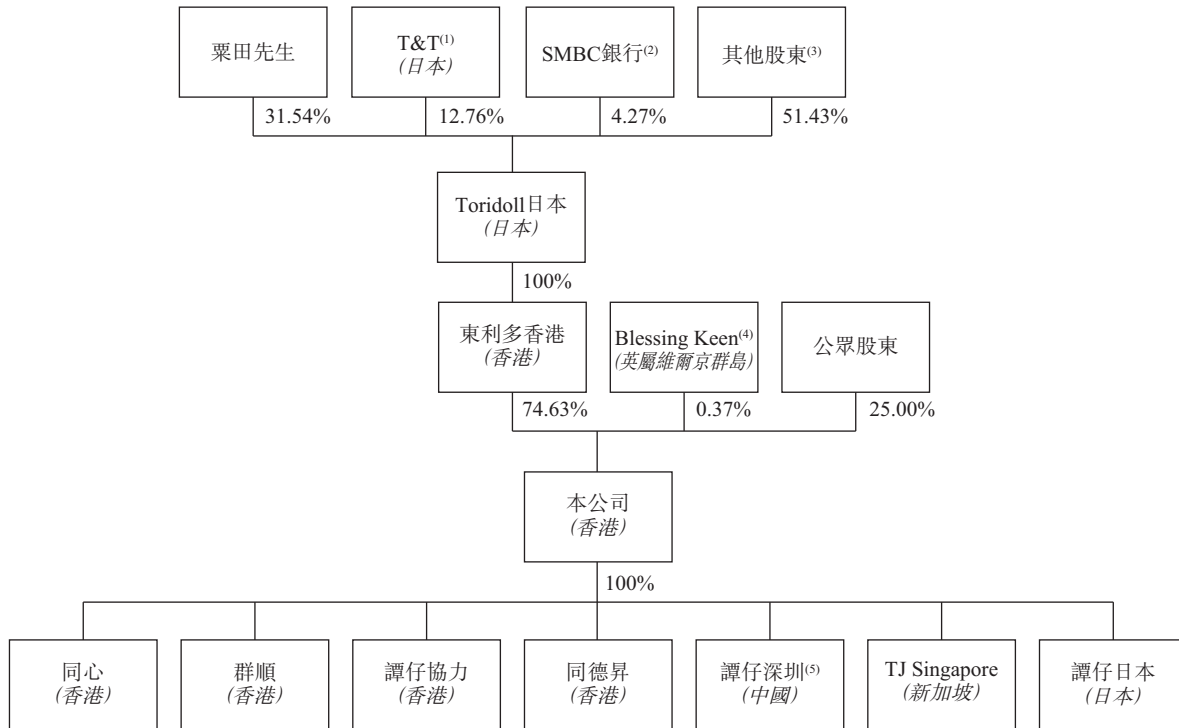 粟田先生
T&T(1)
(日本)
SMBC銀行(2)
其他股東(3)
31.54%
12.76%
4.27%
51.43%
Toridoll日本
(日本)
100%
東利多香港
(香港)
Blessing Keen(4)
(英屬維爾京群島)
公眾股東
74.63%
0.37%
25.00%
本公司
(香港)
100%
同心
(香港)
群順
(香港)
譚仔協力
(香港)
同德昇
(香港)
譚仔深圳(5)
(中國)
TJ Singapore
(新加坡)
譚仔日本
(日本)